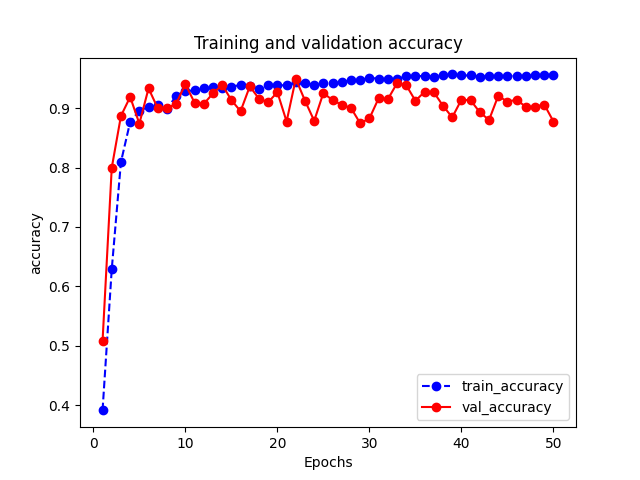 Training and validation accuracy
accuracy
0.9
0.8
0.7
0.6
0.5
0.4
0 10 20 30 40 50
Epochs
train_accuracy
val_accuracy